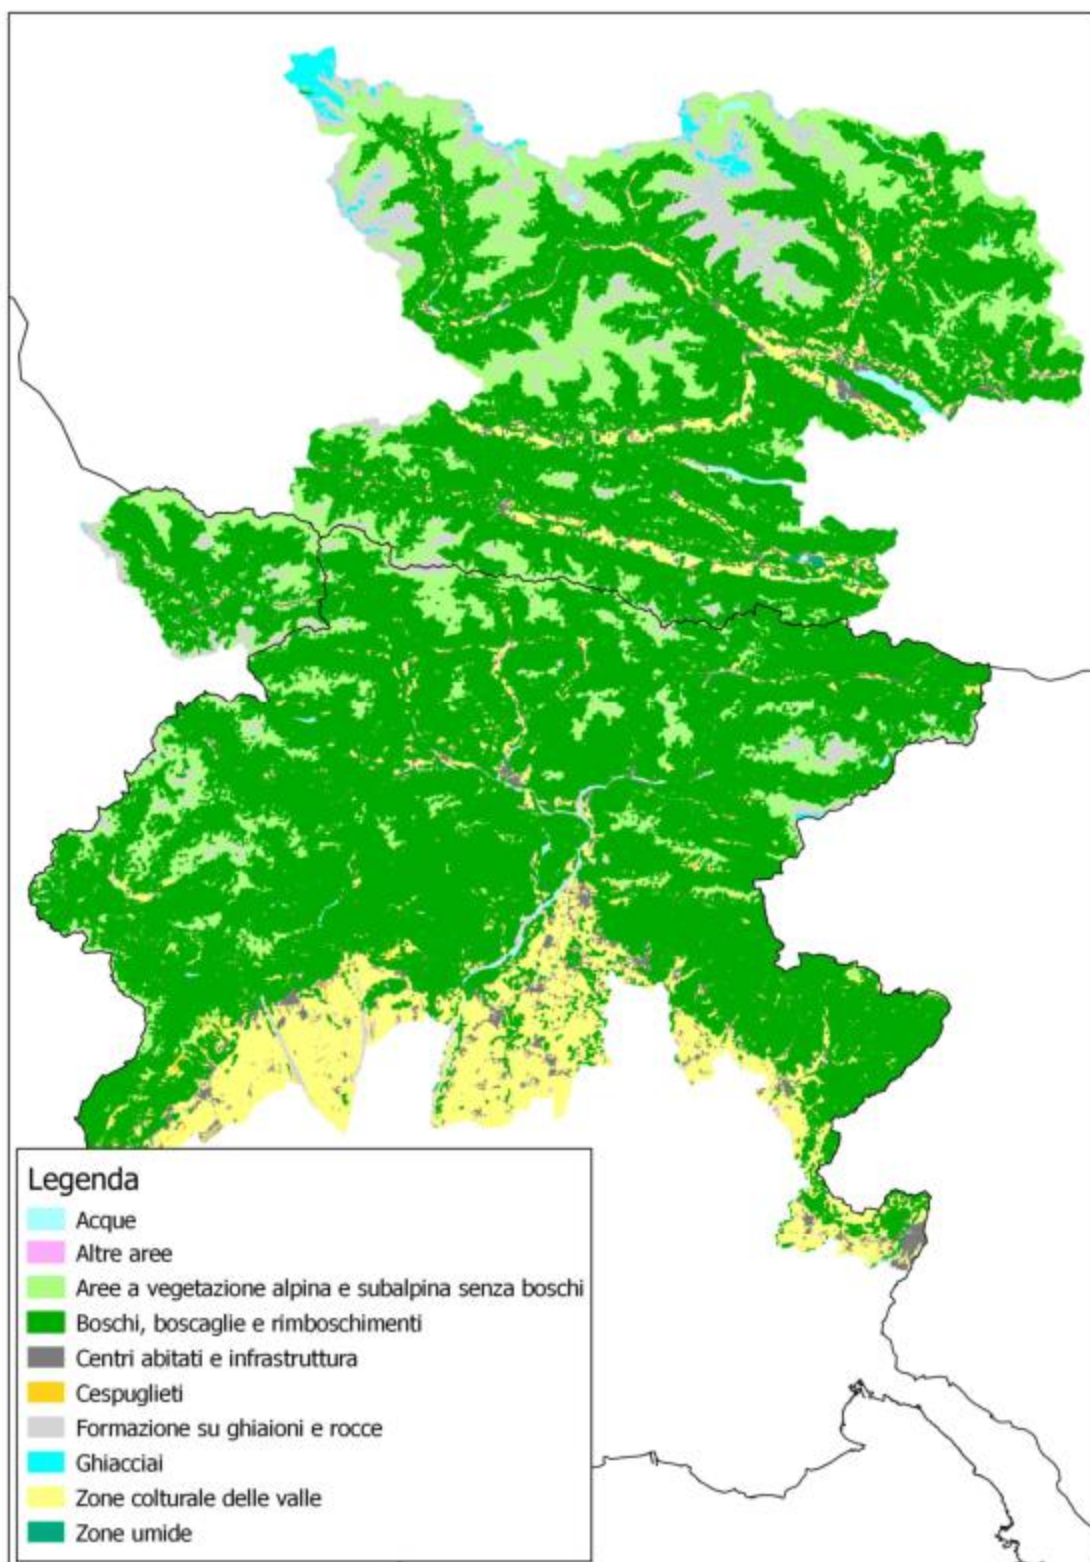 Legenda
Acque
Altre aree
Aree a vegetazione alpina e subalpina senza boschi
Boschi, boscaglie e rimboschimenti
Centri abitati e infrastruttura
Cespuglieti
Formazione su ghiaioni e rocce
Ghiacciai
Zone colturale delle valle
Zone umide